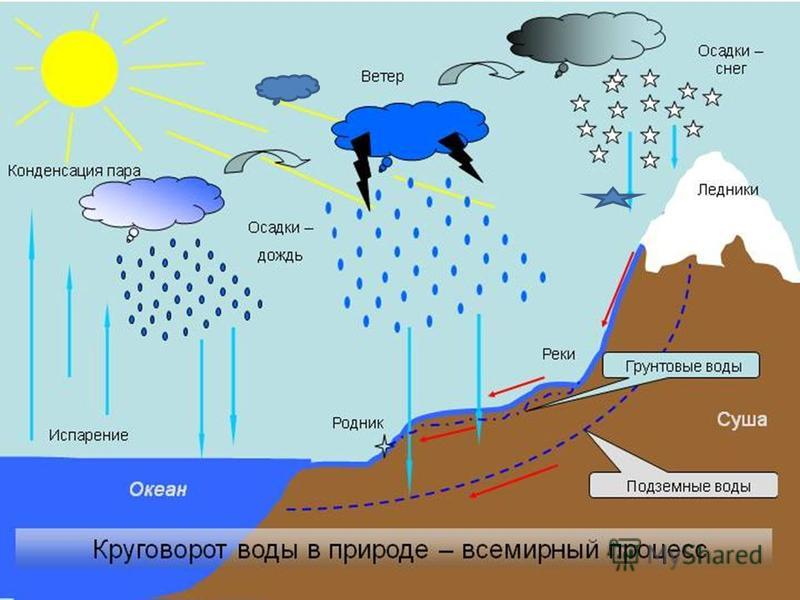 Осадки –
снег
Ветер
Конденсация пара
Ледники
Осадки –
дождь
Реки
Грунтовые воды
Суша
Родник
Испарение
Океан
Подземные воды
Круговорот воды в природе – всемирный процесс
MyShared